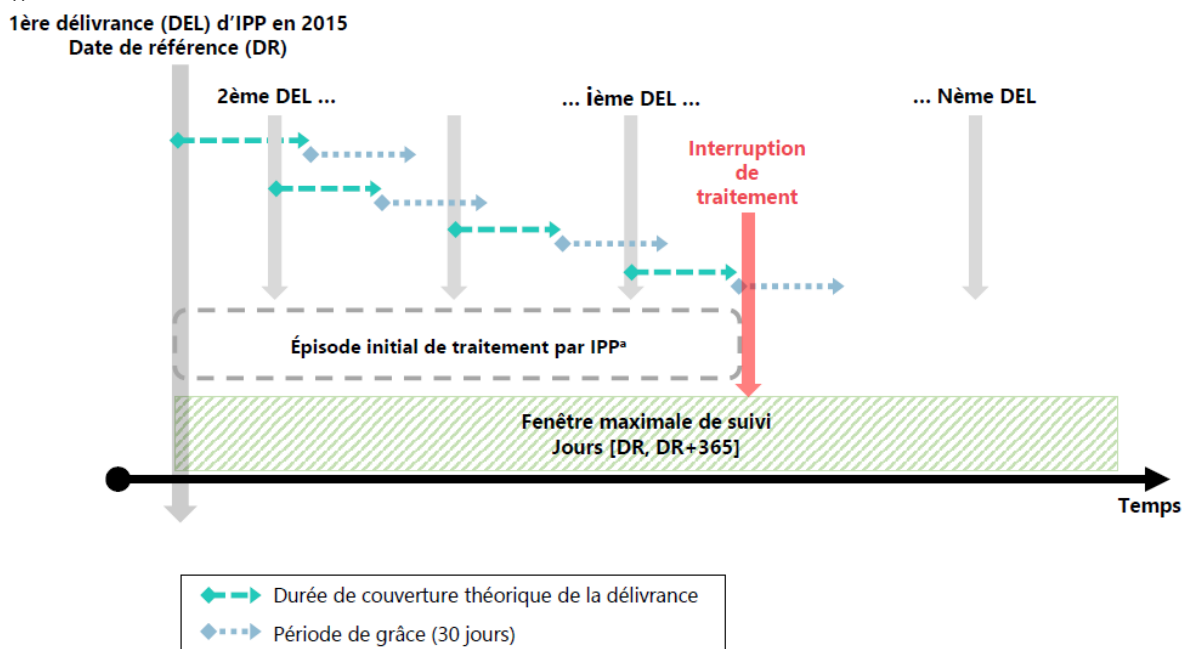 1ère délivrance (DEL) d'IPP en 2015
Date de référence (DR)
2ème DEL ...
... ième DEL ...
... Nème DEL
Interruption
de
traitement
Épisode initial de traitement par IPPᵃ
Fenêtre maximale de suivi
Jours [DR, DR+365]
Temps
Durée de couverture théorique de la délivrance
Période de grâce (30 jours)